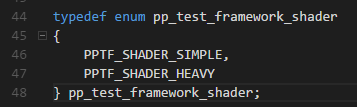 44 typedef enum pp_test_framework_shader
45 {
46 PPTF_SHADER_SIMPLE,
47 PPTF_SHADER_HEAVY
48 } pp_test_framework_shader;